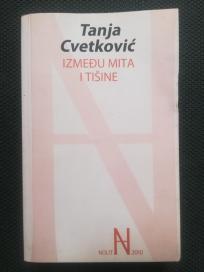 Tanja
Cvetković
IZMEĐU MITA
I TIŠINE
NOLIT 2010